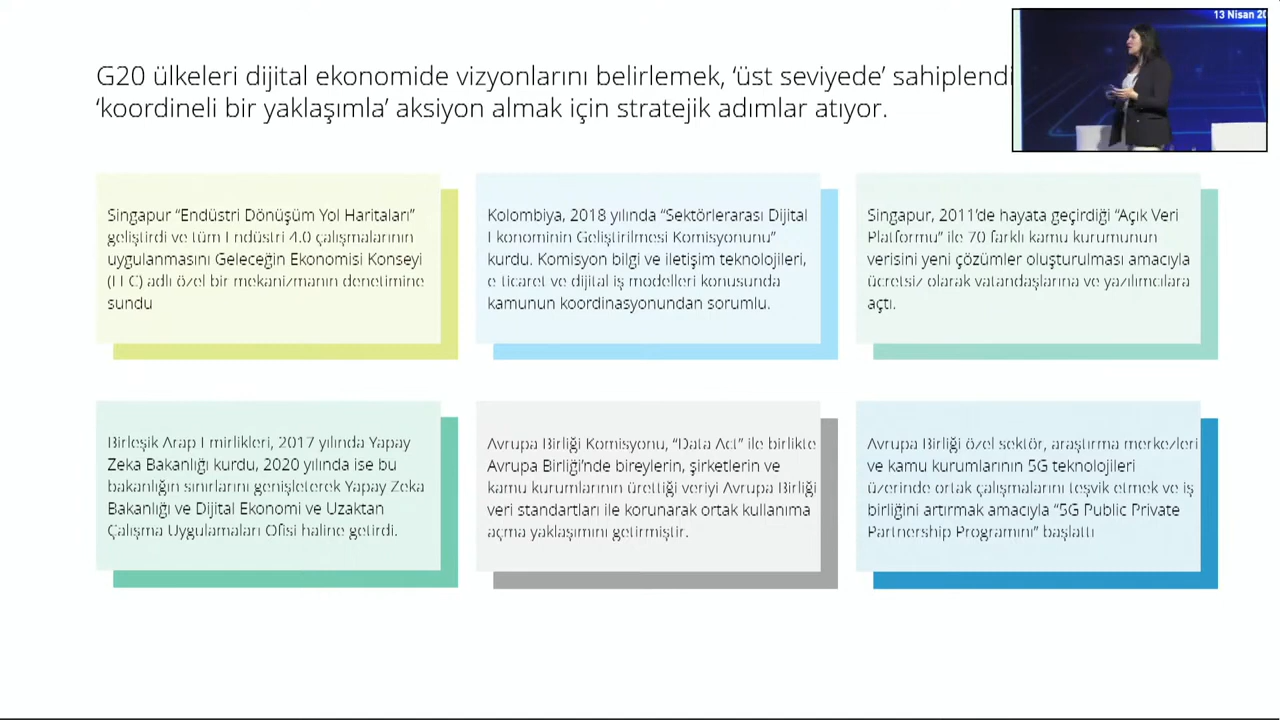 13 Nisan 20
G20 ülkeleri dijital ekonomide vizyonlarını belirlemek, ‘üst seviyede’ sahiplendi
‘koordineli bir yaklaşımla’ aksiyon almak için stratejik adımlar atıyor.
Singapur “Endüstri Dönüşüm Yol Haritaları”
geliştirdi ve tüm Endüstri 4.0 çalışmalarının
uygulanmasını Geleceğin Ekonomisi Konseyi
adlı özel bir mekanizmanın denetimine
sundu
Kolombiya, 2018 yılında “Sektörlerarası Dijital
Ekonominin Geliştirilmesi Komisyonunu”
kurdu. Komisyon bilgi ve iletişim teknolojileri,
e-ticaret ve dijital iş modelleri konusunda
kamunun koordinasyonundan sorumlu.
Singapur, 2011’de hayata geçirdiği “Açık Veri
Platformu” ile 70 farklı kamu kurumunun
verisini yeni çözümler oluşturulması amacıyla
ücretsiz olarak vatandaşlarına ve yazılımcılara
açtı.
Birleşik Arap Emirlikleri, 2017 yılında Yapay
Zeka Bakanlığı kurdu, 2020 yılında ise bu
bakanlığın sınırlarını genişleterek Yapay Zeka
Bakanlığı ve Dijital Ekonomi ve Uzaktan
Çalışma Uygulamaları Ofisi haline getirdi.
Avrupa Birliği Komisyonu, “Data Act” ile birlikte
Avrupa Birliği’nde bireylerin, şirketlerin ve
kamu kurumlarının ürettiği veriyi Avrupa Birliği
veri standartları ile korunarak ortak kullanıma
açma yaklaşımını getirmiştir.
Avrupa Birliği özel sektör, araştırma merkezleri
ve kamu kurumlarının 5G teknolojileri
üzerinde ortak çalışmalarını teşvik etmek ve iş
birliğini artırmak amacıyla “5G Public Private
Partnership Programını” başlattı